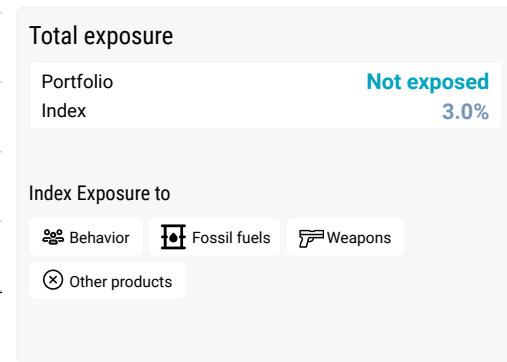 Total exposure
Portfolio Not exposed
Index 3.0%
Index Exposure to
Behavior Fossil fuels Weapons
Other products